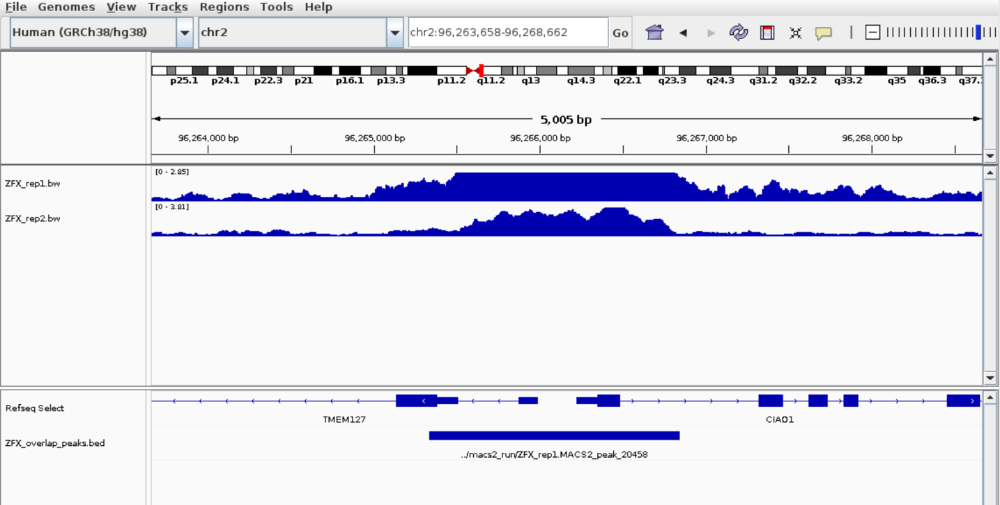 File Genomes View Tracks Regions Tools Help
Human (GRCh38/hg38) chr2 chr2:96,263,658-96,268,662 Go
p25.1 p24.1 p22.3 p21 p16.1 p13.3 p11.2 q11.2 q13 q14.3 q22.1 q23.3 q24.3 q31.2 q32.2 q33.2 q35 q36.3 q37.
5,005 bp
96,264,000 bp 96,265,000 bp 96,266,000 bp 96,267,000 bp 96,268,000 bp
[0 - 2.85]
ZFX_rep1.bw
[0 - 3.81]
ZFX_rep2.bw
Refseq Select
TMEM127 CIAO1
ZFX_overlap_peaks.bed
../macs2_run/ZFX_rep1.MACS2_peak_20458